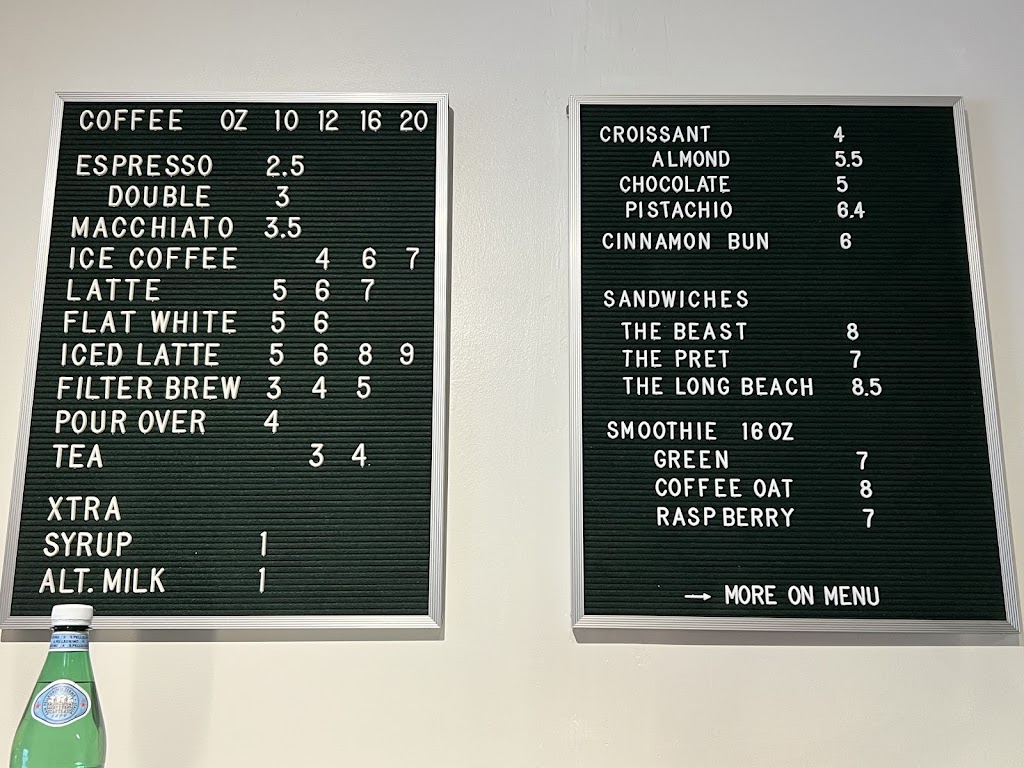 COFFEE OZ 10 12 16 20
ESPRESSO 2.5
DOUBLE 3
MACCHIATO 3.5
ICE COFFEE 4 6 7
LATTE 5 6 7
FLAT WHITE 5 6
ICED LATTE 5 6 8 9
FILTER BREW 3 4 5
POUR OVER 4
TEA 3 4
XTRA
SYRUP 1
ALT. MILK 1
CROISSANT 4
ALMOND 5.5
CHOCOLATE 5
PISTACHIO 6.4
CINNAMON BUN 6
SANDWICHES
THE BEAST 8
THE PRET 7
THE LONG BEACH 8.5
SMOOTHIE 16 OZ
GREEN 7
COFFEE OAT 8
RASPBERRY 7
→ MORE ON MENU